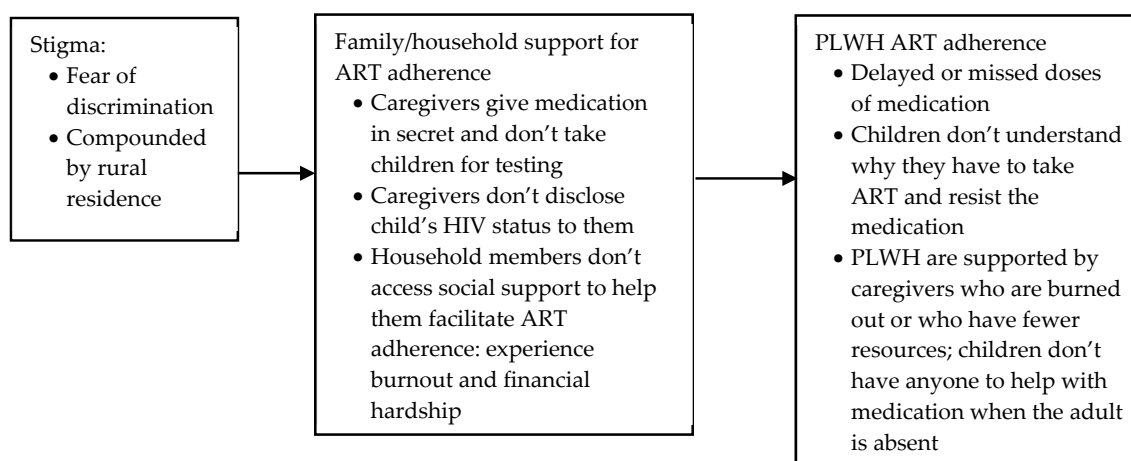 Stigma:
• Fear of
discrimination
• Compounded
by rural
residence
Family/household support for
ART adherence
• Caregivers give medication
in secret and don’t take
children for testing
• Caregivers don’t disclose
child’s HIV status to them
• Household members don’t
access social support to help
them facilitate ART
adherence: experience
burnout and financial
hardship
PLWH ART adherence
• Delayed or missed doses
of medication
• Children don’t understand
why they have to take
ART and resist the
medication
• PLWH are supported by
caregivers who are burned
out or who have fewer
resources; children don’t
have anyone to help with
medication when the adult
is absent